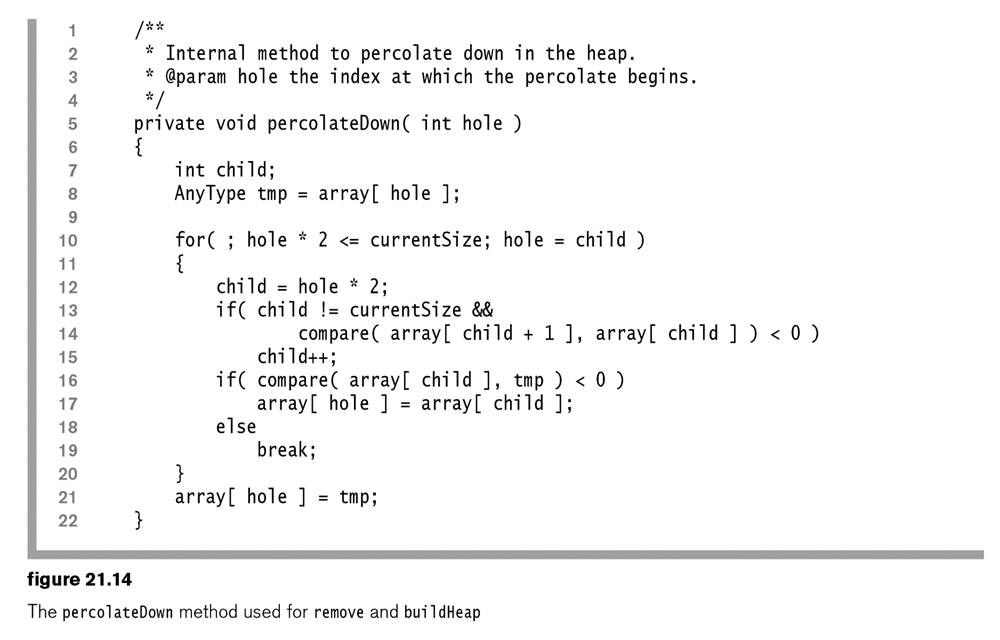 1 /**
2 * Internal method to percolate down in the heap.
3 * @param hole the index at which the percolate begins.
4 */
5 private void percolateDown( int hole )
6 {
7 int child;
8 AnyType tmp = array[ hole ];
9
10 for( ; hole * 2 <= currentSize; hole = child )
11 {
12 child = hole * 2;
13 if( child != currentSize &&
14 compare( array[ child + 1 ], array[ child ] ) < 0 )
15 child++;
16 if( compare( array[ child ], tmp ) < 0 )
17 array[ hole ] = array[ child ];
18 else
19 break;
20 }
21 array[ hole ] = tmp;
22 }
figure 21.14
The percolateDown method used for remove and buildHeap